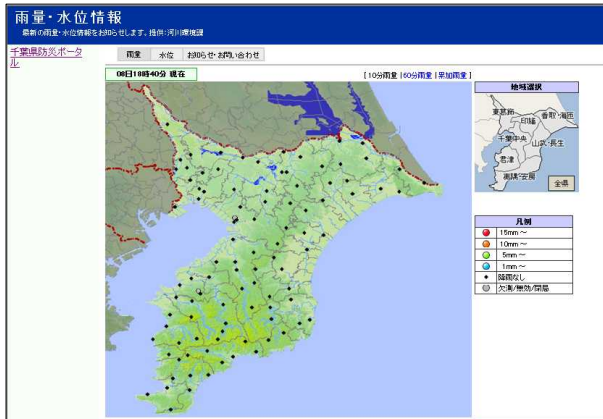 雨量・水位情報
最新の雨量・水位情報をお知らせします。提供:河川環境課
千葉県防災ポータ
ル
雨量 水位 お知らせ・お問い合わせ
08日18時40分 現在
[ 10分雨量 | 60分雨量 | 累加雨量 ]
地域選択
東葛飾
印旛
香取・海匝
千葉中央
山武・長生
君津
夷隅・安房
全県
凡例
15mm ～
10mm ～
5mm ～
1mm ～
降雨なし
欠測/無効/閉局